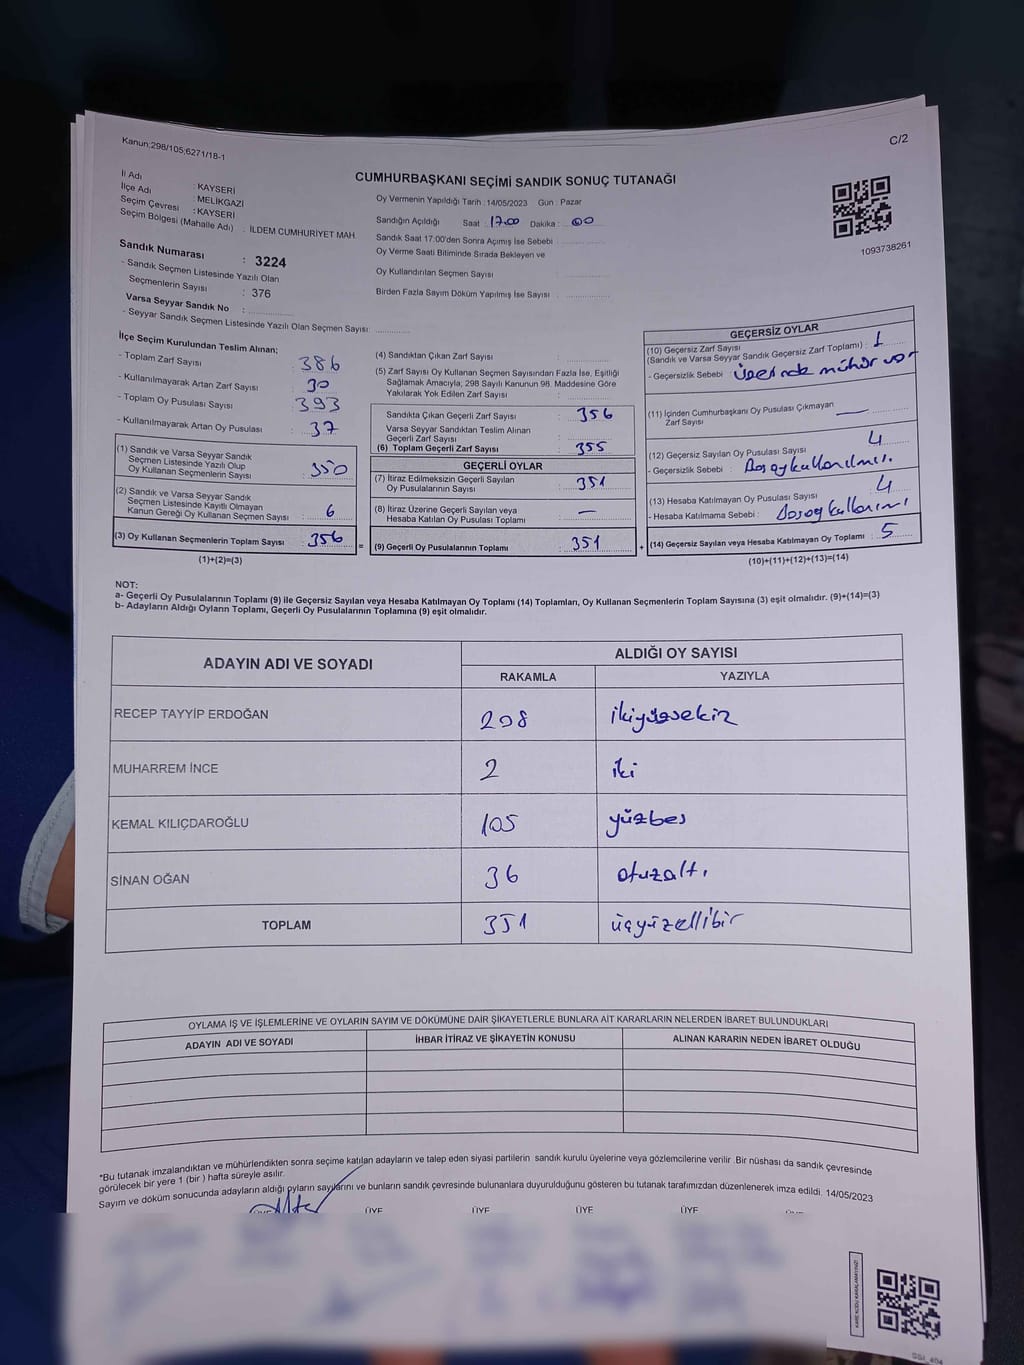 Kanun;298/105;6271/18-1
C/2
CUMHURBAŞKANI SEÇİMİ SANDIK SONUÇ TUTANAĞI
İl Adı : KAYSERİ
İlçe Adı : MELİKGAZİ
Seçim Çevresi : KAYSERİ
Seçim Bölgesi (Mahalle Adı) : İLDEM CUMHURİYET MAH.
Sandık Numarası : 3224
- Sandık Seçmen Listesinde Yazılı Olan
Seçmenlerin Sayısı : 376
Varsa Seyyar Sandık No :
- Seyyar Sandık Seçmen Listesinde Yazılı Olan Seçmen Sayısı:
Oy Vermenin Yapıldığı Tarih : 14/05/2023 Gün : Pazar
Sandığın Açıldığı Saat : 17.00 Dakika : 00
Sandık Saat 17:00'den Sonra Açımış İse Sebebi :
Oy Verme Saati Bitiminde Sırada Bekleyen ve
Oy Kullandırılan Seçmen Sayısı :
Birden Fazla Sayım Döküm Yapılmış İse Sayısı :
1093738261
İlçe Seçim Kurulundan Teslim Alınan;
- Toplam Zarf Sayısı : 386
- Kullanılmayarak Artan Zarf Sayısı : 30
- Toplam Oy Pusulası Sayısı : 393
- Kullanılmayarak Artan Oy Pusulası : 37
(1) Sandık ve Varsa Seyyar Sandık
Seçmen Listesinde Yazılı Olup
Oy Kullanan Seçmenlerin Sayısı : 350
(2) Sandık ve Varsa Seyyar Sandık
Seçmen Listesinde Kayıtlı Olmayan
Kanun Gereği Oy Kullanan Seçmen Sayısı : 6
(3) Oy Kullanan Seçmenlerin Toplam Sayısı : 356
(1)+(2)=(3)
(4) Sandıktan Çıkan Zarf Sayısı :
(5) Zarf Sayısı Oy Kullanan Seçmen Sayısından Fazla İse, Eşitliği
Sağlamak Amacıyla; 298 Sayılı Kanunun 98. Maddesine Göre
Yakılarak Yok Edilen Zarf Sayısı :
Sandıkta Çıkan Geçerli Zarf Sayısı : 356
Varsa Seyyar Sandıktan Teslim Alınan
Geçerli Zarf Sayısı :
(6) Toplam Geçerli Zarf Sayısı : 355
GEÇERLİ OYLAR
(7) İtiraz Edilmeksizin Geçerli Sayılan
Oy Pusulalarının Sayısı : 351
(8) İtiraz Üzerine Geçerli Sayılan veya
Hesaba Katılan Oy Pusulası Toplamı : —
= (9) Geçerli Oy Pusulalarının Toplamı : 351 +
GEÇERSİZ OYLAR
(10) Geçersiz Zarf Sayısı
(Sandık ve Varsa Seyyar Sandık Geçersiz Zarf Toplamı) : 1
- Geçersizlik Sebebi : üzerinde mühür var
(11) İçinden Cumhurbaşkanı Oy Pusulası Çıkmayan
Zarf Sayısı : —
(12) Geçersiz Sayılan Oy Pusulası Sayısı : 4
- Geçersizlik Sebebi : Boş oy kullanılmış.
(13) Hesaba Katılmayan Oy Pusulası Sayısı : 4
- Hesaba Katılmama Sebebi :
(14) Geçersiz Sayılan veya Hesaba Katılmayan Oy Toplamı : 5
(10)+(11)+(12)+(13)=(14)
NOT:
a- Geçerli Oy Pusulalarının Toplamı (9) ile Geçersiz Sayılan veya Hesaba Katılmayan Oy Toplamı (14) Toplamları, Oy Kullanan Seçmenlerin Toplam Sayısına (3) eşit olmalıdır. (9)+(14)=(3)
b- Adayların Aldığı Oyların Toplamı, Geçerli Oy Pusulalarının Toplamına (9) eşit olmalıdır.
ADAYIN ADI VE SOYADI
ALDIĞI OY SAYISI
RAKAMLA YAZIYLA
RECEP TAYYİP ERDOĞAN 208 ikiyüzsekiz
MUHARREM İNCE 2 iki
KEMAL KILIÇDAROĞLU 105 yüzbeş
SİNAN OĞAN 36 otuzaltı
TOPLAM 351 üçyüzellibir
OYLAMA İŞ VE İŞLEMLERİNE VE OYLARIN SAYIM VE DÖKÜMÜNE DAİR ŞİKAYETLERLE BUNLARA AİT KARARLARIN NELERDEN İBARET BULUNDUKLARI
ADAYIN ADI VE SOYADI İHBAR İTİRAZ VE ŞİKAYETİN KONUSU ALINAN KARARIN NEDEN İBARET OLDUĞU
*Bu tutanak imzalandıktan ve mühürlendikten sonra seçime katılan adayların ve talep eden siyasi partilerin sandık kurulu üyelerine veya gözlemcilerine verilir .Bir nüshası da sandık çevresinde
görülecek bir yere 1 (bir ) hafta süreyle asılır.
Sayım ve döküm sonucunda adayların aldığı oyların sayılarını ve bunların sandık çevresinde bulunanlara duyurulduğunu gösteren bu tutanak tarafımızdan düzenlenerek imza edildi. 14/05/2023
ÜYE ÜYE ÜYE ÜYE